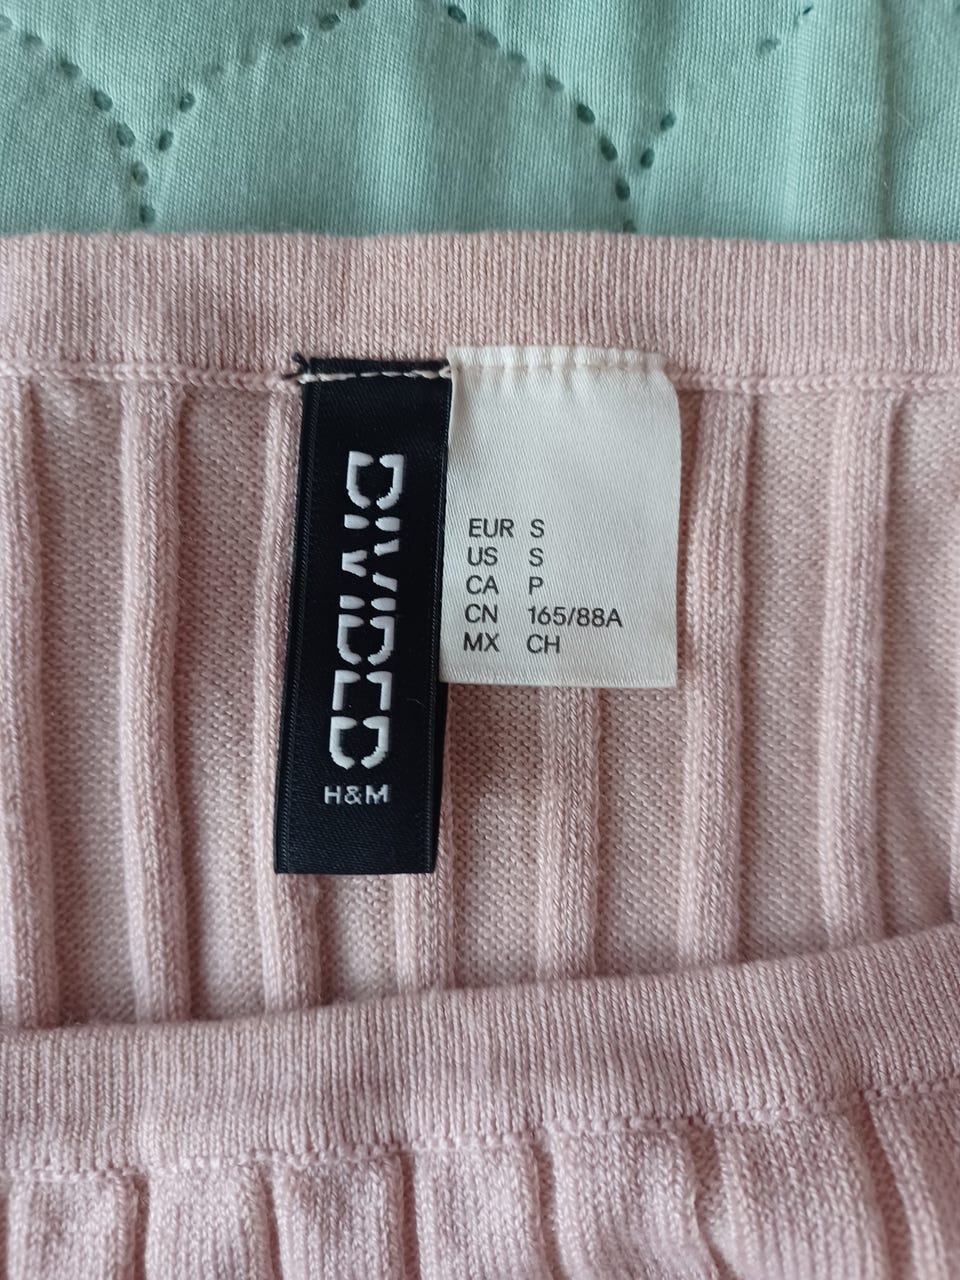 DIVIDED
H&M
EUR S
US S
CA P
CN 165/88A
MX CH